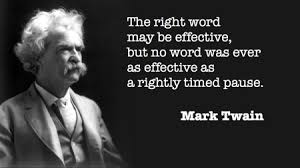 The right word
may be effective,
but no word was ever
as effective as
a rightly timed pause.
Mark Twain